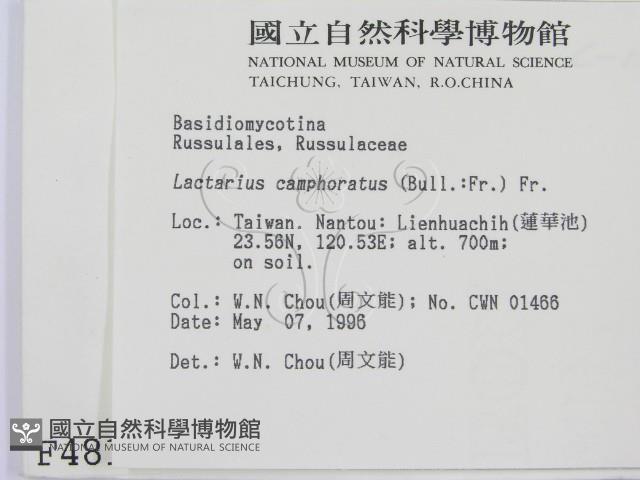 國立自然科學博物館
NATIONAL MUSEUM OF NATURAL SCIENCE
TAICHUNG, TAIWAN, R.O.CHINA
Basidiomycotina
Russulales, Russulaceae
Lactarius camphoratus (Bull.:Fr.) Fr.
Loc.: Taiwan. Nantou: Lienhuachih(蓮華池)
23.56N, 120.53E; alt. 700m;
on soil.
Col.: W.N. Chou(周文能); No. CWN 01466
Date: May 07, 1996
Det.: W.N. Chou(周文能)
國立自然科學博物館
NATIONAL MUSEUM OF NATURAL SCIENCE